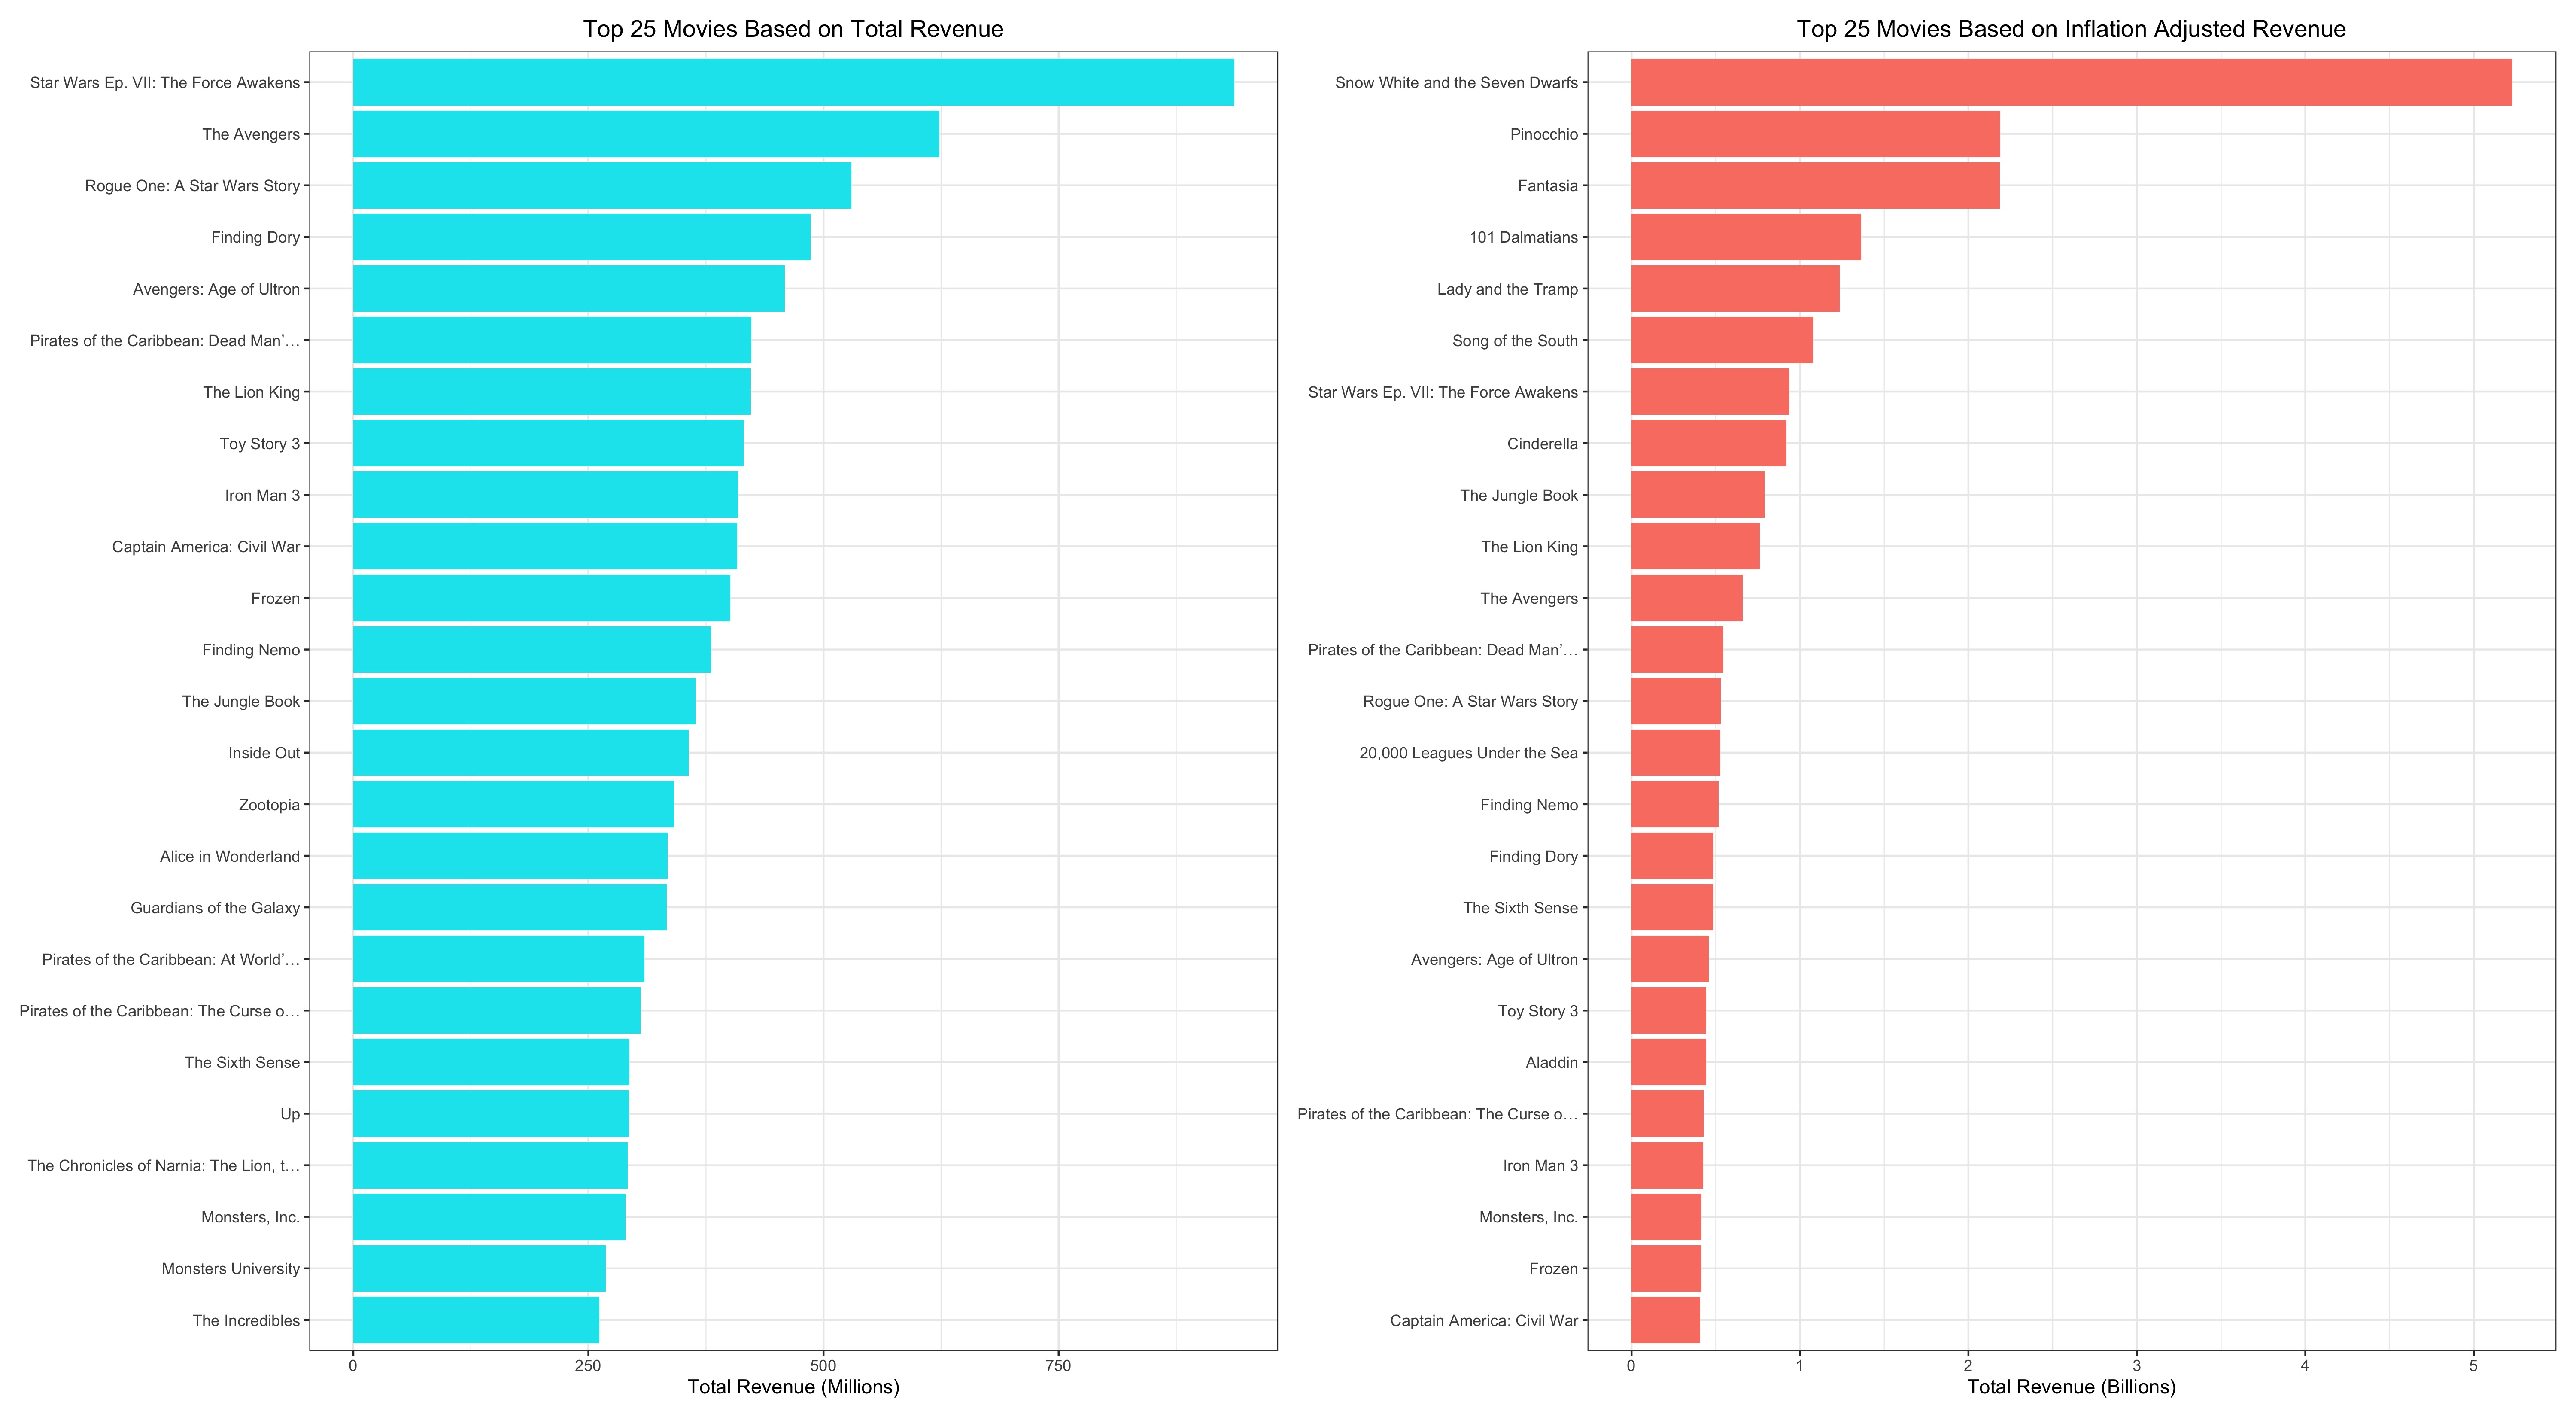 Top 25 Movies Based on Total Revenue
Star Wars Ep. VII: The Force Awakens
The Avengers
Rogue One: A Star Wars Story
Finding Dory
Avengers: Age of Ultron
Pirates of the Caribbean: Dead Man’…
The Lion King
Toy Story 3
Iron Man 3
Captain America: Civil War
Frozen
Finding Nemo
The Jungle Book
Inside Out
Zootopia
Alice in Wonderland
Guardians of the Galaxy
Pirates of the Caribbean: At World’…
Pirates of the Caribbean: The Curse o…
The Sixth Sense
Up
The Chronicles of Narnia: The Lion, t…
Monsters, Inc.
Monsters University
The Incredibles
0 250 500 750
Total Revenue (Millions)
Top 25 Movies Based on Inflation Adjusted Revenue
Snow White and the Seven Dwarfs
Pinocchio
Fantasia
101 Dalmatians
Lady and the Tramp
Song of the South
Star Wars Ep. VII: The Force Awakens
Cinderella
The Jungle Book
The Lion King
The Avengers
Pirates of the Caribbean: Dead Man’…
Rogue One: A Star Wars Story
20,000 Leagues Under the Sea
Finding Nemo
Finding Dory
The Sixth Sense
Avengers: Age of Ultron
Toy Story 3
Aladdin
Pirates of the Caribbean: The Curse o…
Iron Man 3
Monsters, Inc.
Frozen
Captain America: Civil War
0 1 2 3 4 5
Total Revenue (Billions)